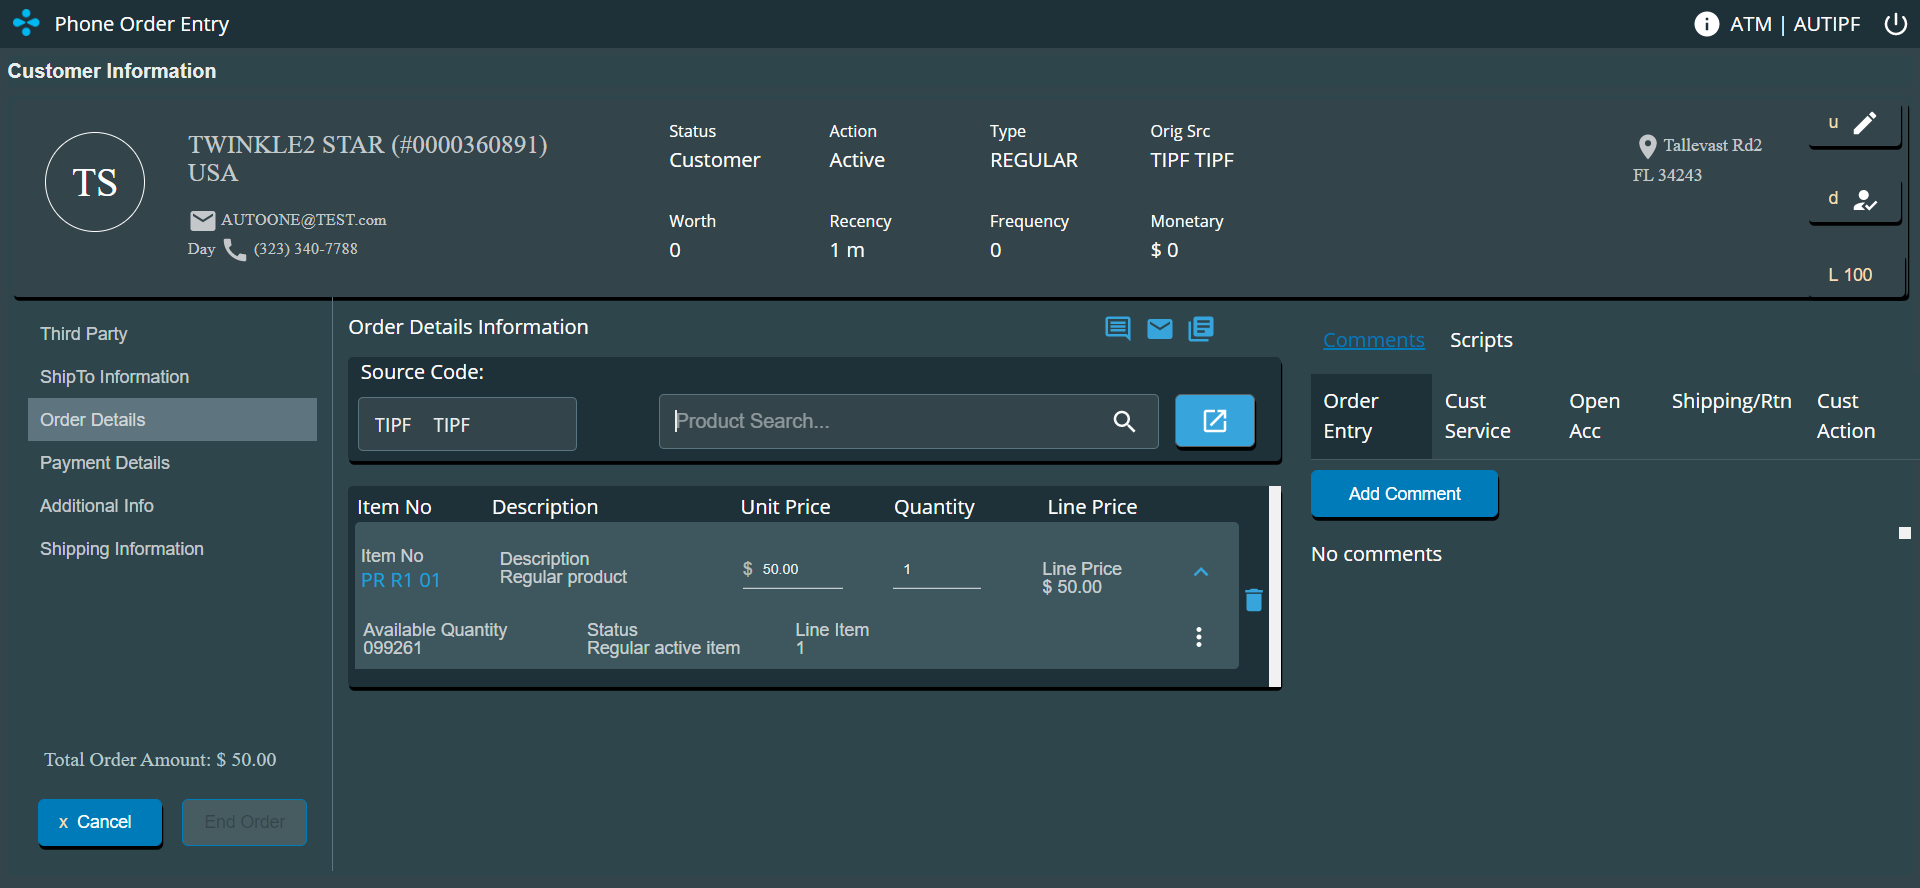 Phone Order Entry
ATM | AUTIPF
Customer Information
TS
TWINKLE2 STAR (#0000360891)
USA
AUTOONE@TEST.com
Day (323) 340-7788
Status
Customer
Action
Active
Type
REGULAR
Orig Src
TIPF TIPF
Worth
0
Recency
1 m
Frequency
0
Monetary
$ 0
Tallevast Rd2
FL 34243
u
d
L 100
Third Party
ShipTo Information
Order Details
Payment Details
Additional Info
Shipping Information
Total Order Amount: $ 50.00
x Cancel
End Order
Order Details Information
Source Code:
TIPF TIPF
Product Search...
Item No Description Unit Price Quantity Line Price
Item No
PR R1 01
Description
Regular product
$ 50.00
1
Line Price
$ 50.00
Available Quantity
099261
Status
Regular active item
Line Item
1
Comments Scripts
Order
Entry
Cust
Service
Open
Acc
Shipping/Rtn
Cust
Action
Add Comment
No comments